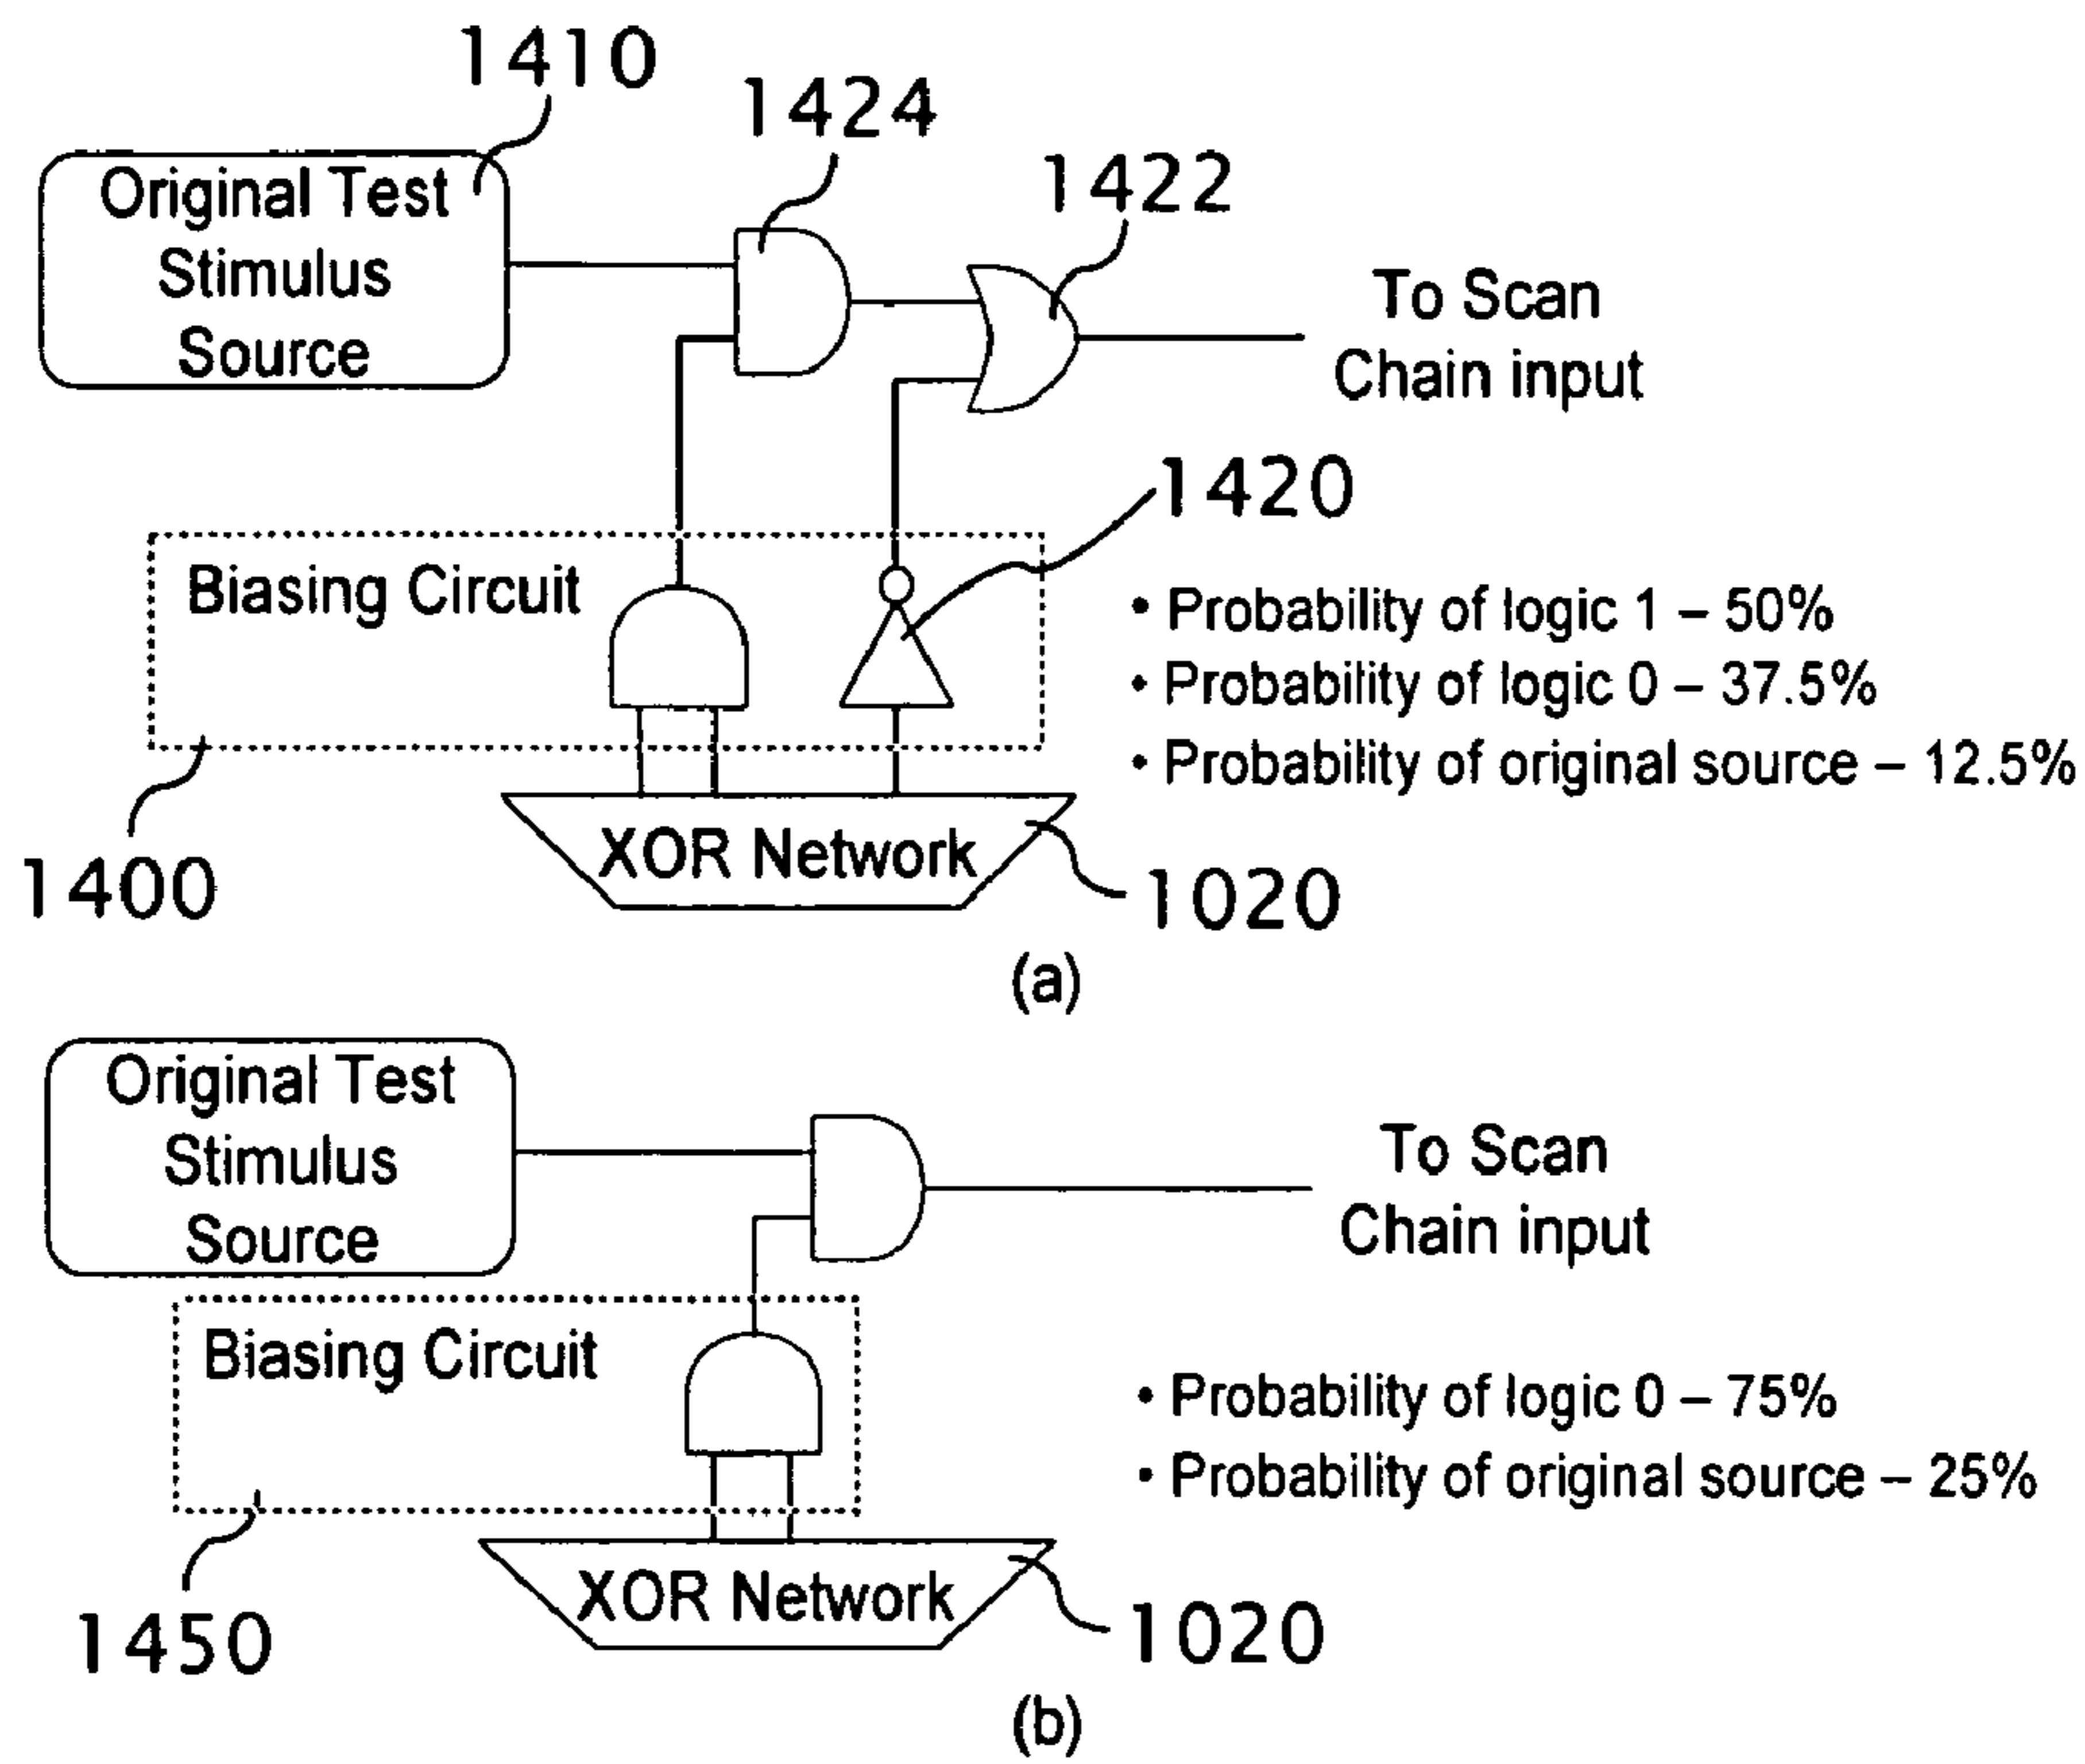 1410
1424
1422
Original Test
Stimulus
Source
To Scan
Chain input
1420
Biasing Circuit
• Probability of logic 1 – 50%
• Probability of logic 0 – 37.5%
• Probability of original source – 12.5%
XOR Network
1400
1020
(a)
Original Test
Stimulus
Source
To Scan
Chain input
Biasing Circuit
• Probability of logic 0 – 75%
• Probability of original source – 25%
XOR Network
1450
1020
(b)